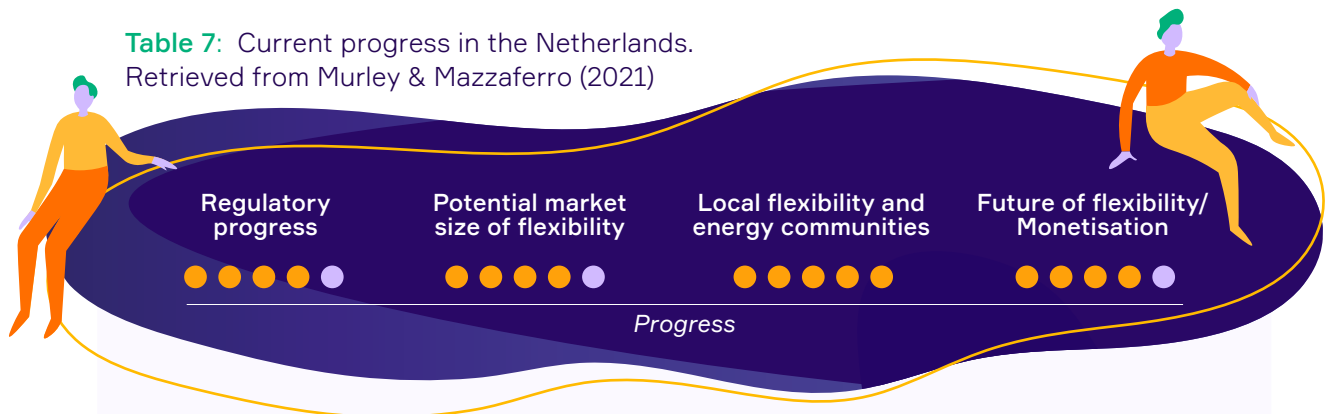 Table 7: Current progress in the Netherlands.
Retrieved from Murley & Mazzaferro (2021)
Regulatory
progress
Potential market
size of flexibility
Local flexibility and
energy communities
Future of flexibility/
Monetisation
Progress